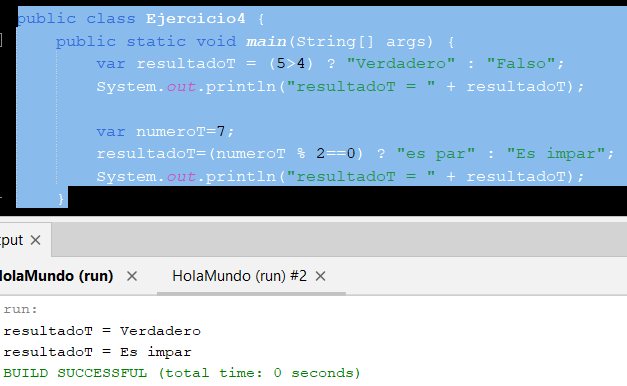 public class Ejercicio4 {
    public static void main(String[] args) {
        var resultadoT = (5>4) ? "Verdadero" : "Falso";
        System.out.println("resultadoT = " + resultadoT);

        var numeroT=7;
        resultadoT=(numeroT % 2==0) ? "es par" : "Es impar";
        System.out.println("resultadoT = " + resultadoT);
    }
tput ×
HolaMundo (run) × HolaMundo (run) #2 ×
run:
resultadoT = Verdadero
resultadoT = Es impar
BUILD SUCCESSFUL (total time: 0 seconds)